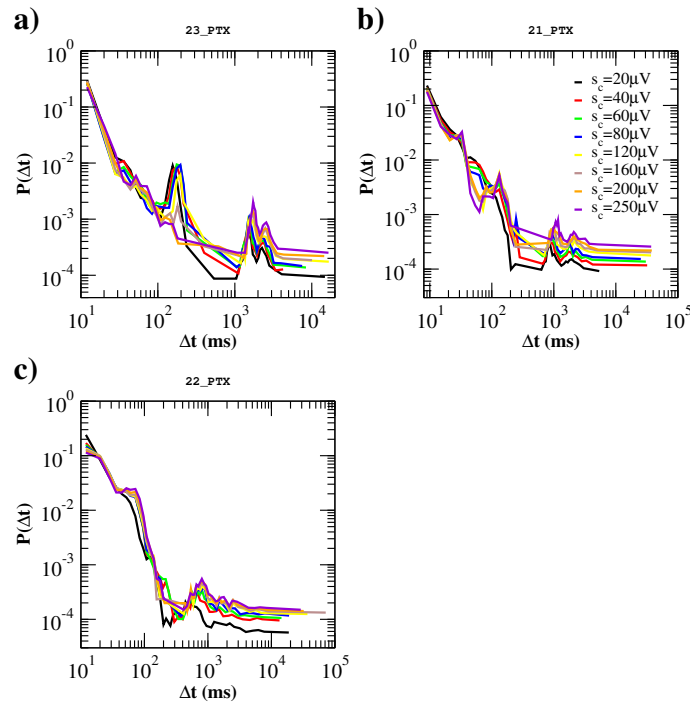 a)
23_PTX
10^0
10^-1
10^-2
10^-3
10^-4
P(Δt)
10^1 10^2 10^3 10^4
Δt (ms)
b)
21_PTX
10^0
10^-1
10^-2
10^-3
10^-4
P(Δt)
s_c=20µV
s_c=40µV
s_c=60µV
s_c=80µV
s_c=120µV
s_c=160µV
s_c=200µV
s_c=250µV
10^1 10^2 10^3 10^4 10^5
Δt (ms)
c)
22_PTX
10^0
10^-1
10^-2
10^-3
10^-4
P(Δt)
10^1 10^2 10^3 10^4 10^5
Δt (ms)